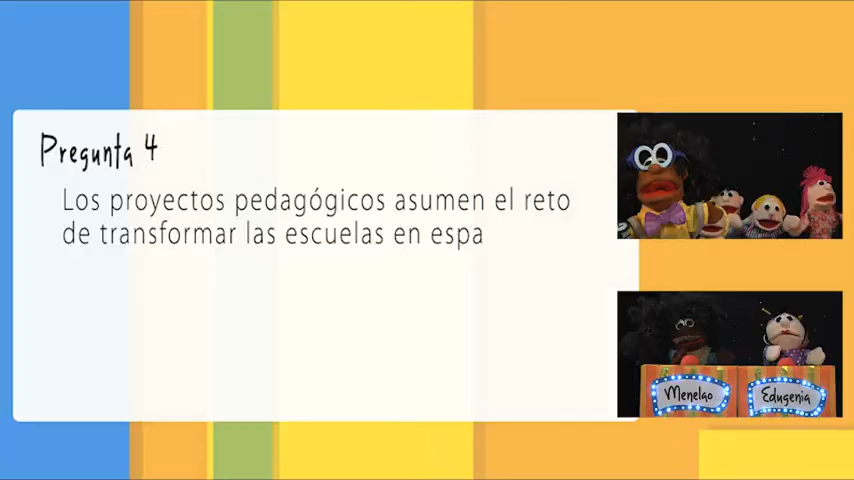 Pregunta 4
Los proyectos pedagógicos asumen el reto
de transformar las escuelas en espa
Menelao
Edugenia